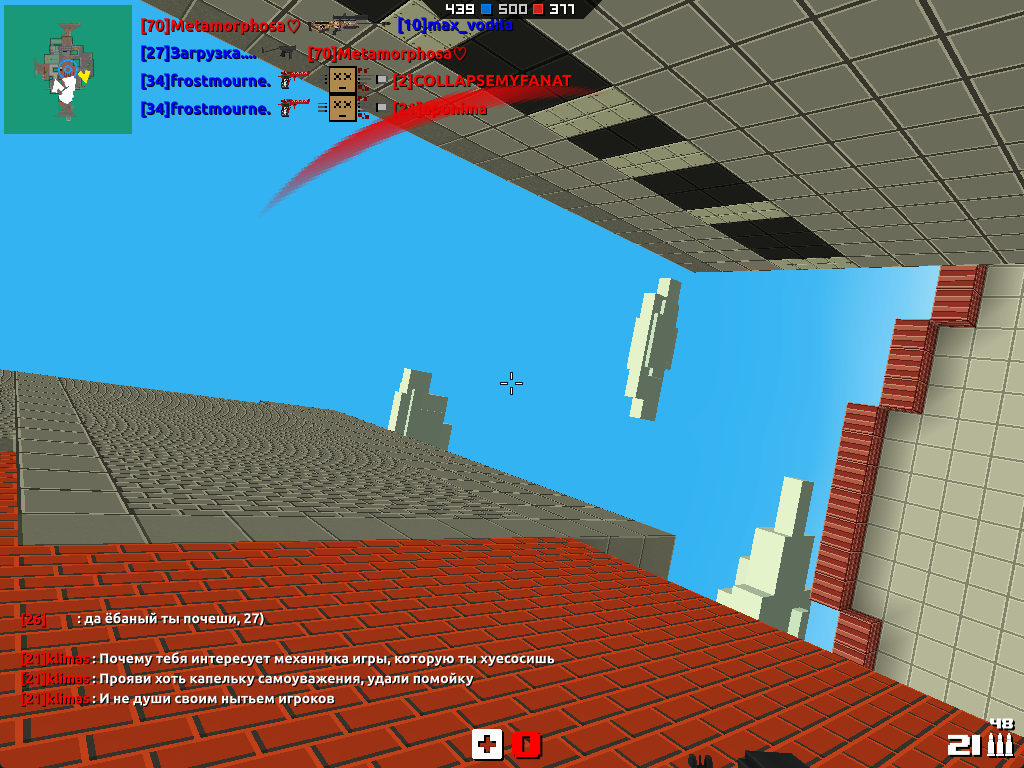 439 500 377
[70]Metamorphosa♡ [10]max_vodila
[27]Загрузка.... [70]Metamorphosa♡
[34]frostmourne. [2]COLLAPSEMYFANAT
[34]frostmourne.
[26] : да ёбаный ты почеши, 27)
[21]klimas: Почему тебя интересует механника игры, которую ты хуесосишь
[21]klimas: Прояви хоть капельку самоуважения, удали помойку
[21]klimas: И не души своим нытьем игроков
48
21